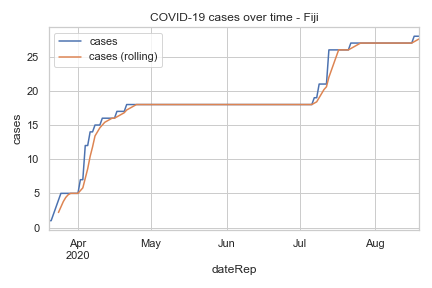 COVID-19 cases over time - Fiji
cases
cases (rolling)
25
20
15
10
5
0
cases
Apr
2020
May
Jun
Jul
Aug
dateRep